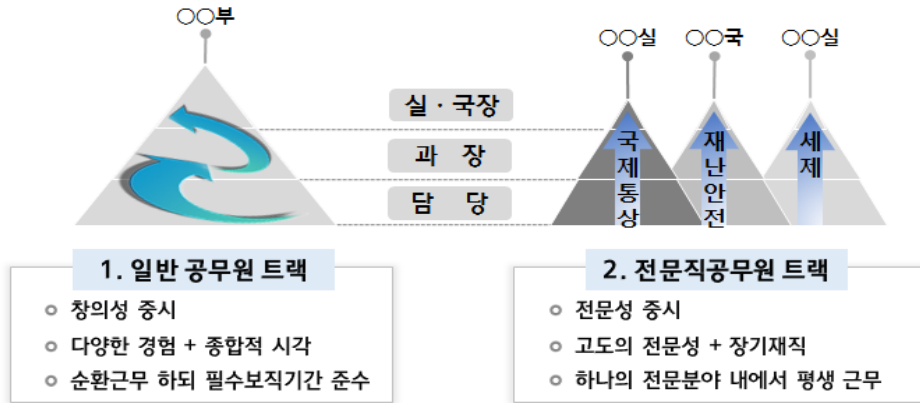 ○○부
○○실
○○국
○○실
실 · 국장
과 장
담 당
국제통상
재난안전
세제
1. 일반 공무원 트랙
창의성 중시
다양한 경험 + 종합적 시각
순환근무 하되 필수보직기간 준수
2. 전문직공무원 트랙
전문성 중시
고도의 전문성 + 장기재직
하나의 전문분야 내에서 평생 근무